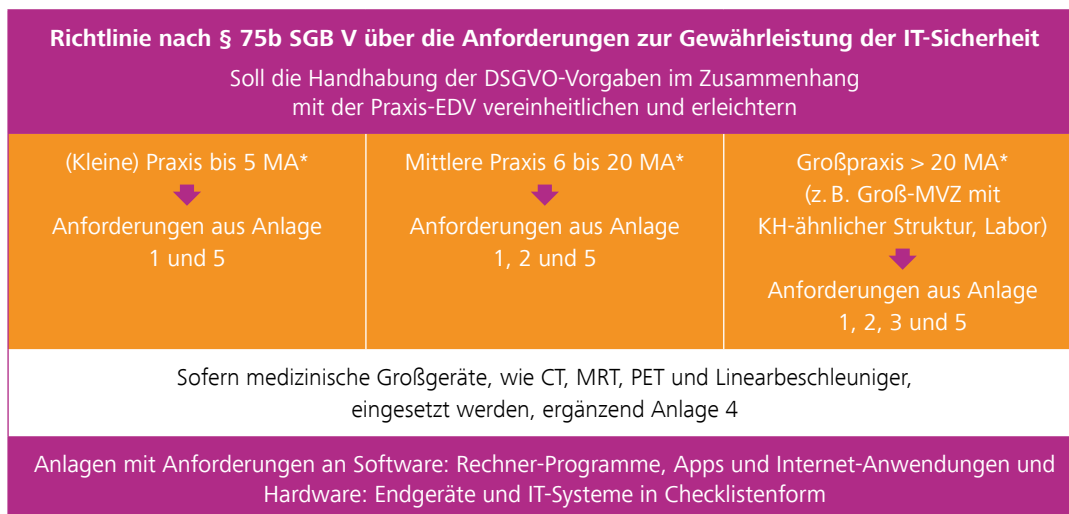 Richtlinie nach § 75b SGB V über die Anforderungen zur Gewährleistung der IT-Sicherheit
Soll die Handhabung der DSGVO-Vorgaben im Zusammenhang
mit der Praxis-EDV vereinheitlichen und erleichtern
(Kleine) Praxis bis 5 MA*
Anforderungen aus Anlage
1 und 5
Mittlere Praxis 6 bis 20 MA*
Anforderungen aus Anlage
1, 2 und 5
Großpraxis > 20 MA*
(z. B. Groß-MVZ mit
KH-ähnlicher Struktur, Labor)
Anforderungen aus Anlage
1, 2, 3 und 5
Sofern medizinische Großgeräte, wie CT, MRT, PET und Linearbeschleuniger,
eingesetzt werden, ergänzend Anlage 4
Anlagen mit Anforderungen an Software: Rechner-Programme, Apps und Internet-Anwendungen und
Hardware: Endgeräte und IT-Systeme in Checklistenform